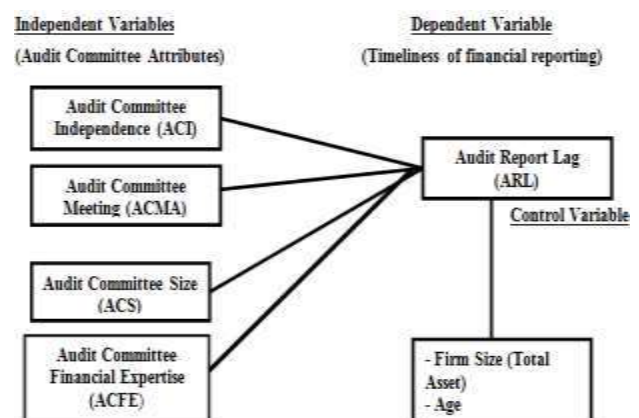 Independent Variables
(Audit Committee Attributes)
Audit Committee
Independence (ACI)
Audit Committee
Meeting (ACMA)
Audit Committee Size
(ACS)
Audit Committee
Financial Expertise
(ACFE)
Dependent Variable
(Timeliness of financial reporting)
Audit Report Lag
(ARL)
Control Variable
- Firm Size (Total
Asset)
- Age